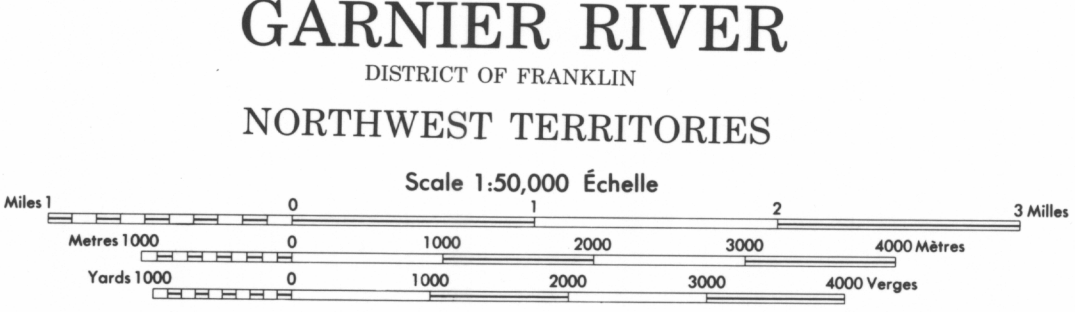 GARNIER RIVER
DISTRICT OF FRANKLIN
NORTHWEST TERRITORIES
Scale 1:50,000 Échelle
Miles 1 0 1 2 3 Milles
Metres 1000 0 1000 2000 3000 4000 Mètres
Yards 1000 0 1000 2000 3000 4000 Verges